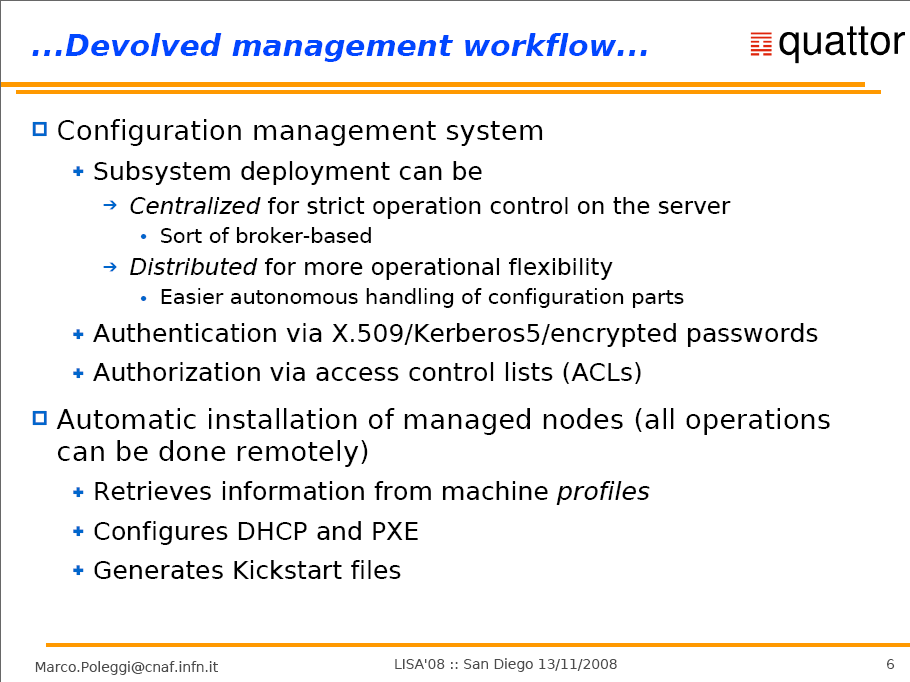 ...Devolved management workflow...
quattor
Configuration management system
Subsystem deployment can be
Centralized for strict operation control on the server
Sort of broker-based
Distributed for more operational flexibility
Easier autonomous handling of configuration parts
Authentication via X.509/Kerberos5/encrypted passwords
Authorization via access control lists (ACLs)
Automatic installation of managed nodes (all operations
can be done remotely)
Retrieves information from machine profiles
Configures DHCP and PXE
Generates Kickstart files
Marco.Poleggi@cnaf.infn.it
LISA'08 :: San Diego 13/11/2008
6